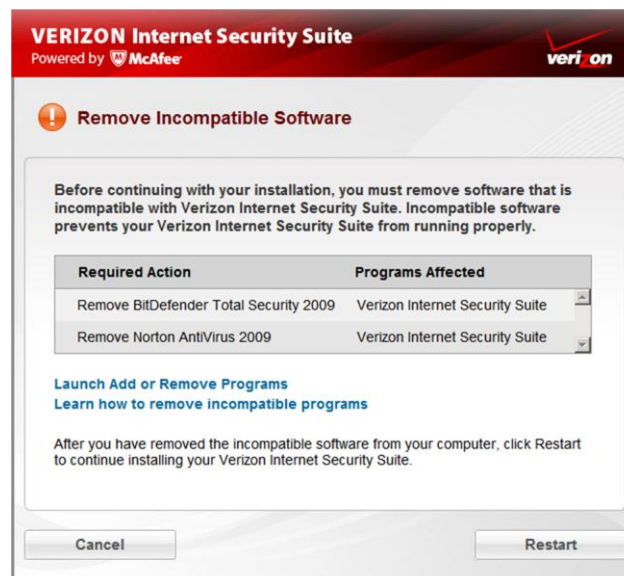 VERIZON Internet Security Suite
Powered by McAfee
verizon
Remove Incompatible Software
Before continuing with your installation, you must remove software that is
incompatible with Verizon Internet Security Suite. Incompatible software
prevents your Verizon Internet Security Suite from running properly.
Required Action Programs Affected
Remove BitDefender Total Security 2009 Verizon Internet Security Suite
Remove Norton AntiVirus 2009 Verizon Internet Security Suite
Launch Add or Remove Programs
Learn how to remove incompatible programs
After you have removed the incompatible software from your computer, click Restart
to continue installing your Verizon Internet Security Suite.
Cancel Restart